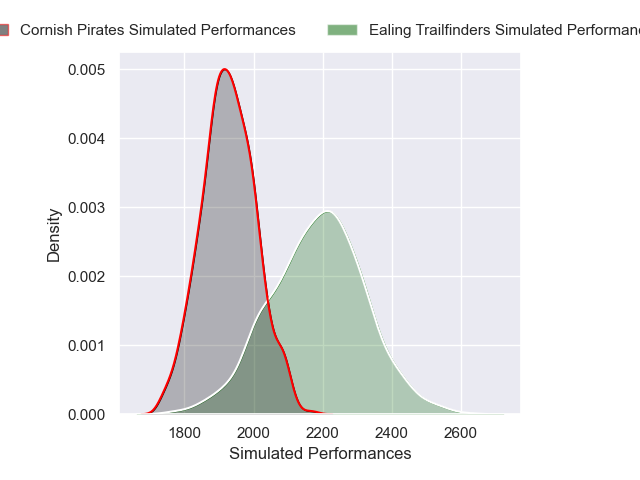 Cornish Pirates Simulated Performances Ealing Trailfinders Simulated
0.005
0.004
0.003
0.002
0.001
0.000
Density
1800 2000 2200 2400 2600
Simulated Performances